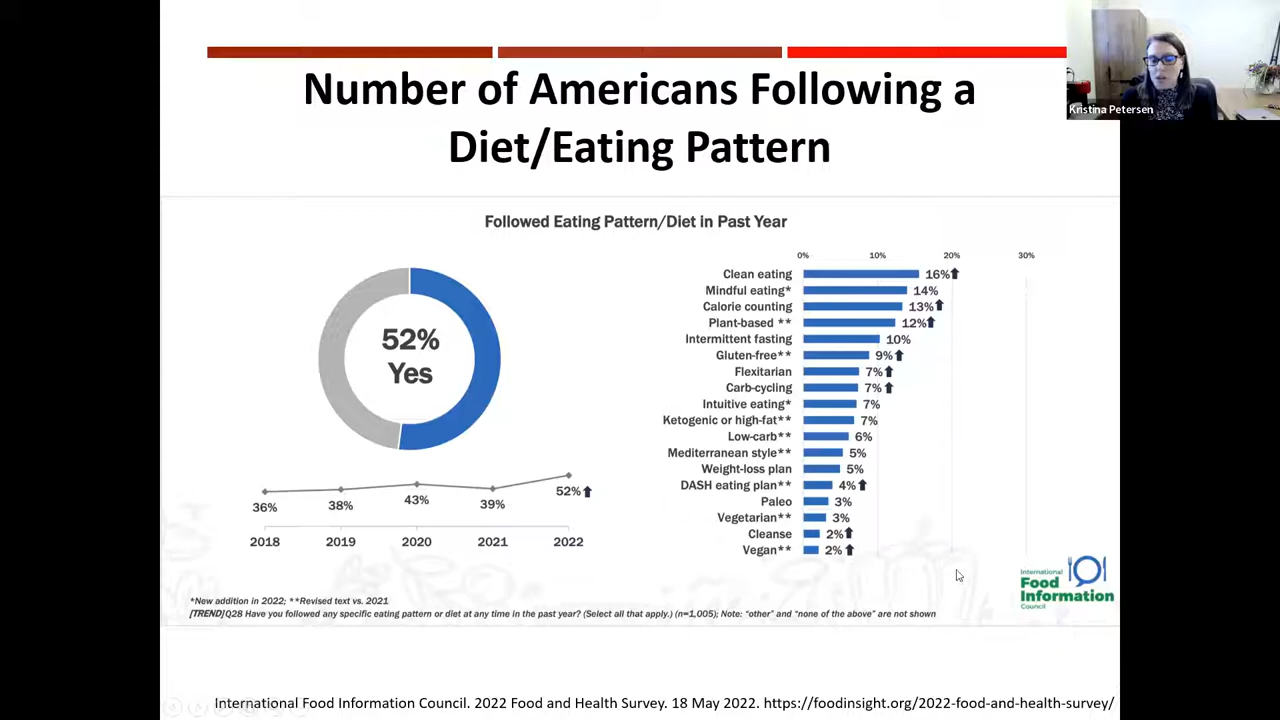 Number of Americans Following a
Diet/Eating Pattern
Kristina Petersen
Followed Eating Pattern/Diet in Past Year
52%
Yes
36%
38%
43%
39%
52%
2018
2019
2020
2021
2022
0%
10%
20%
30%
Clean eating 16%
Mindful eating* 14%
Calorie counting 13%
Plant-based ** 12%
Intermittent fasting 10%
Gluten-free** 9%
Flexitarian 7%
Carb-cycling 7%
Intuitive eating* 7%
Ketogenic or high-fat** 7%
Low-carb** 6%
Mediterranean style** 5%
Weight-loss plan 5%
DASH eating plan** 4%
Paleo 3%
Vegetarian** 3%
Cleanse 2%
Vegan** 2%
International
Food
Information
Council
*New addition in 2022; **Revised text vs. 2021
[TREND] Q28 Have you followed any specific eating pattern or diet at any time in the past year? (Select all that apply.) (n=1,005); Note: “other” and “none of the above” are not shown
International Food Information Council. 2022 Food and Health Survey. 18 May 2022. https://foodinsight.org/2022-food-and-health-survey/